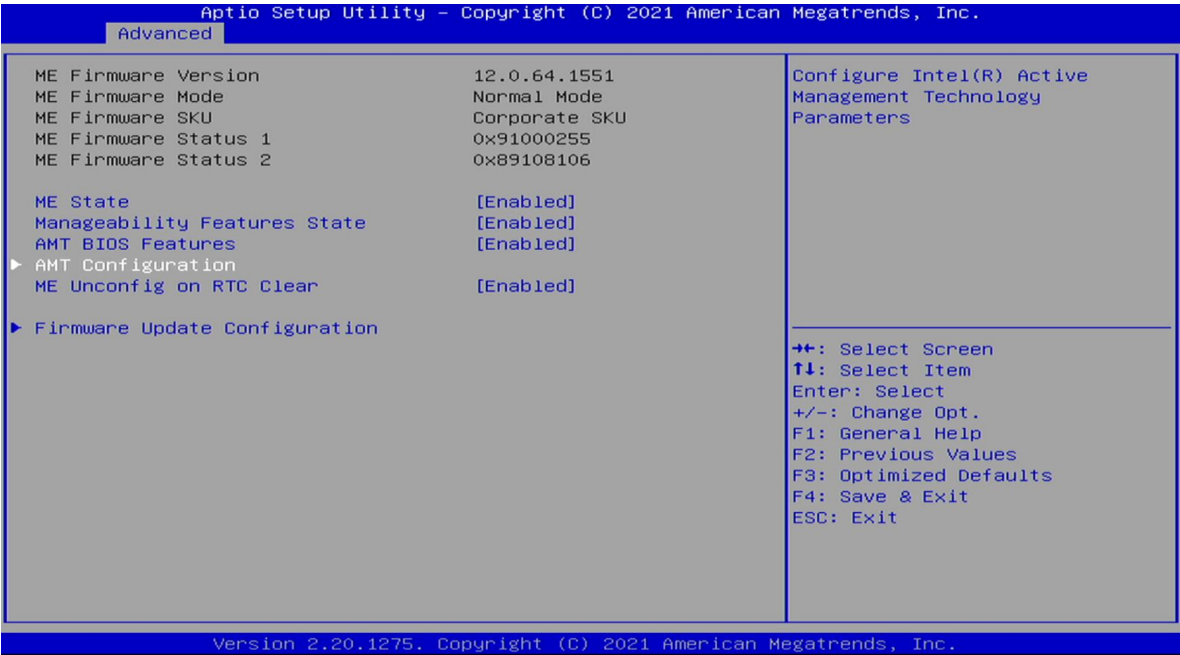 Aptio Setup Utility – Copyright (C) 2021 American Megatrends, Inc.
Advanced
ME Firmware Version 12.0.64.1551
ME Firmware Mode Normal Mode
ME Firmware SKU Corporate SKU
ME Firmware Status 1 0x91000255
ME Firmware Status 2 0x89108106
ME State [Enabled]
Manageability Features State [Enabled]
AMT BIOS Features [Enabled]
▶ AMT Configuration
ME Unconfig on RTC Clear [Enabled]
▶ Firmware Update Configuration
Configure Intel(R) Active
Management Technology
Parameters
→←: Select Screen
↑↓: Select Item
Enter: Select
+/-: Change Opt.
F1: General Help
F2: Previous Values
F3: Optimized Defaults
F4: Save & Exit
ESC: Exit
Version 2.20.1275. Copyright (C) 2021 American Megatrends, Inc.